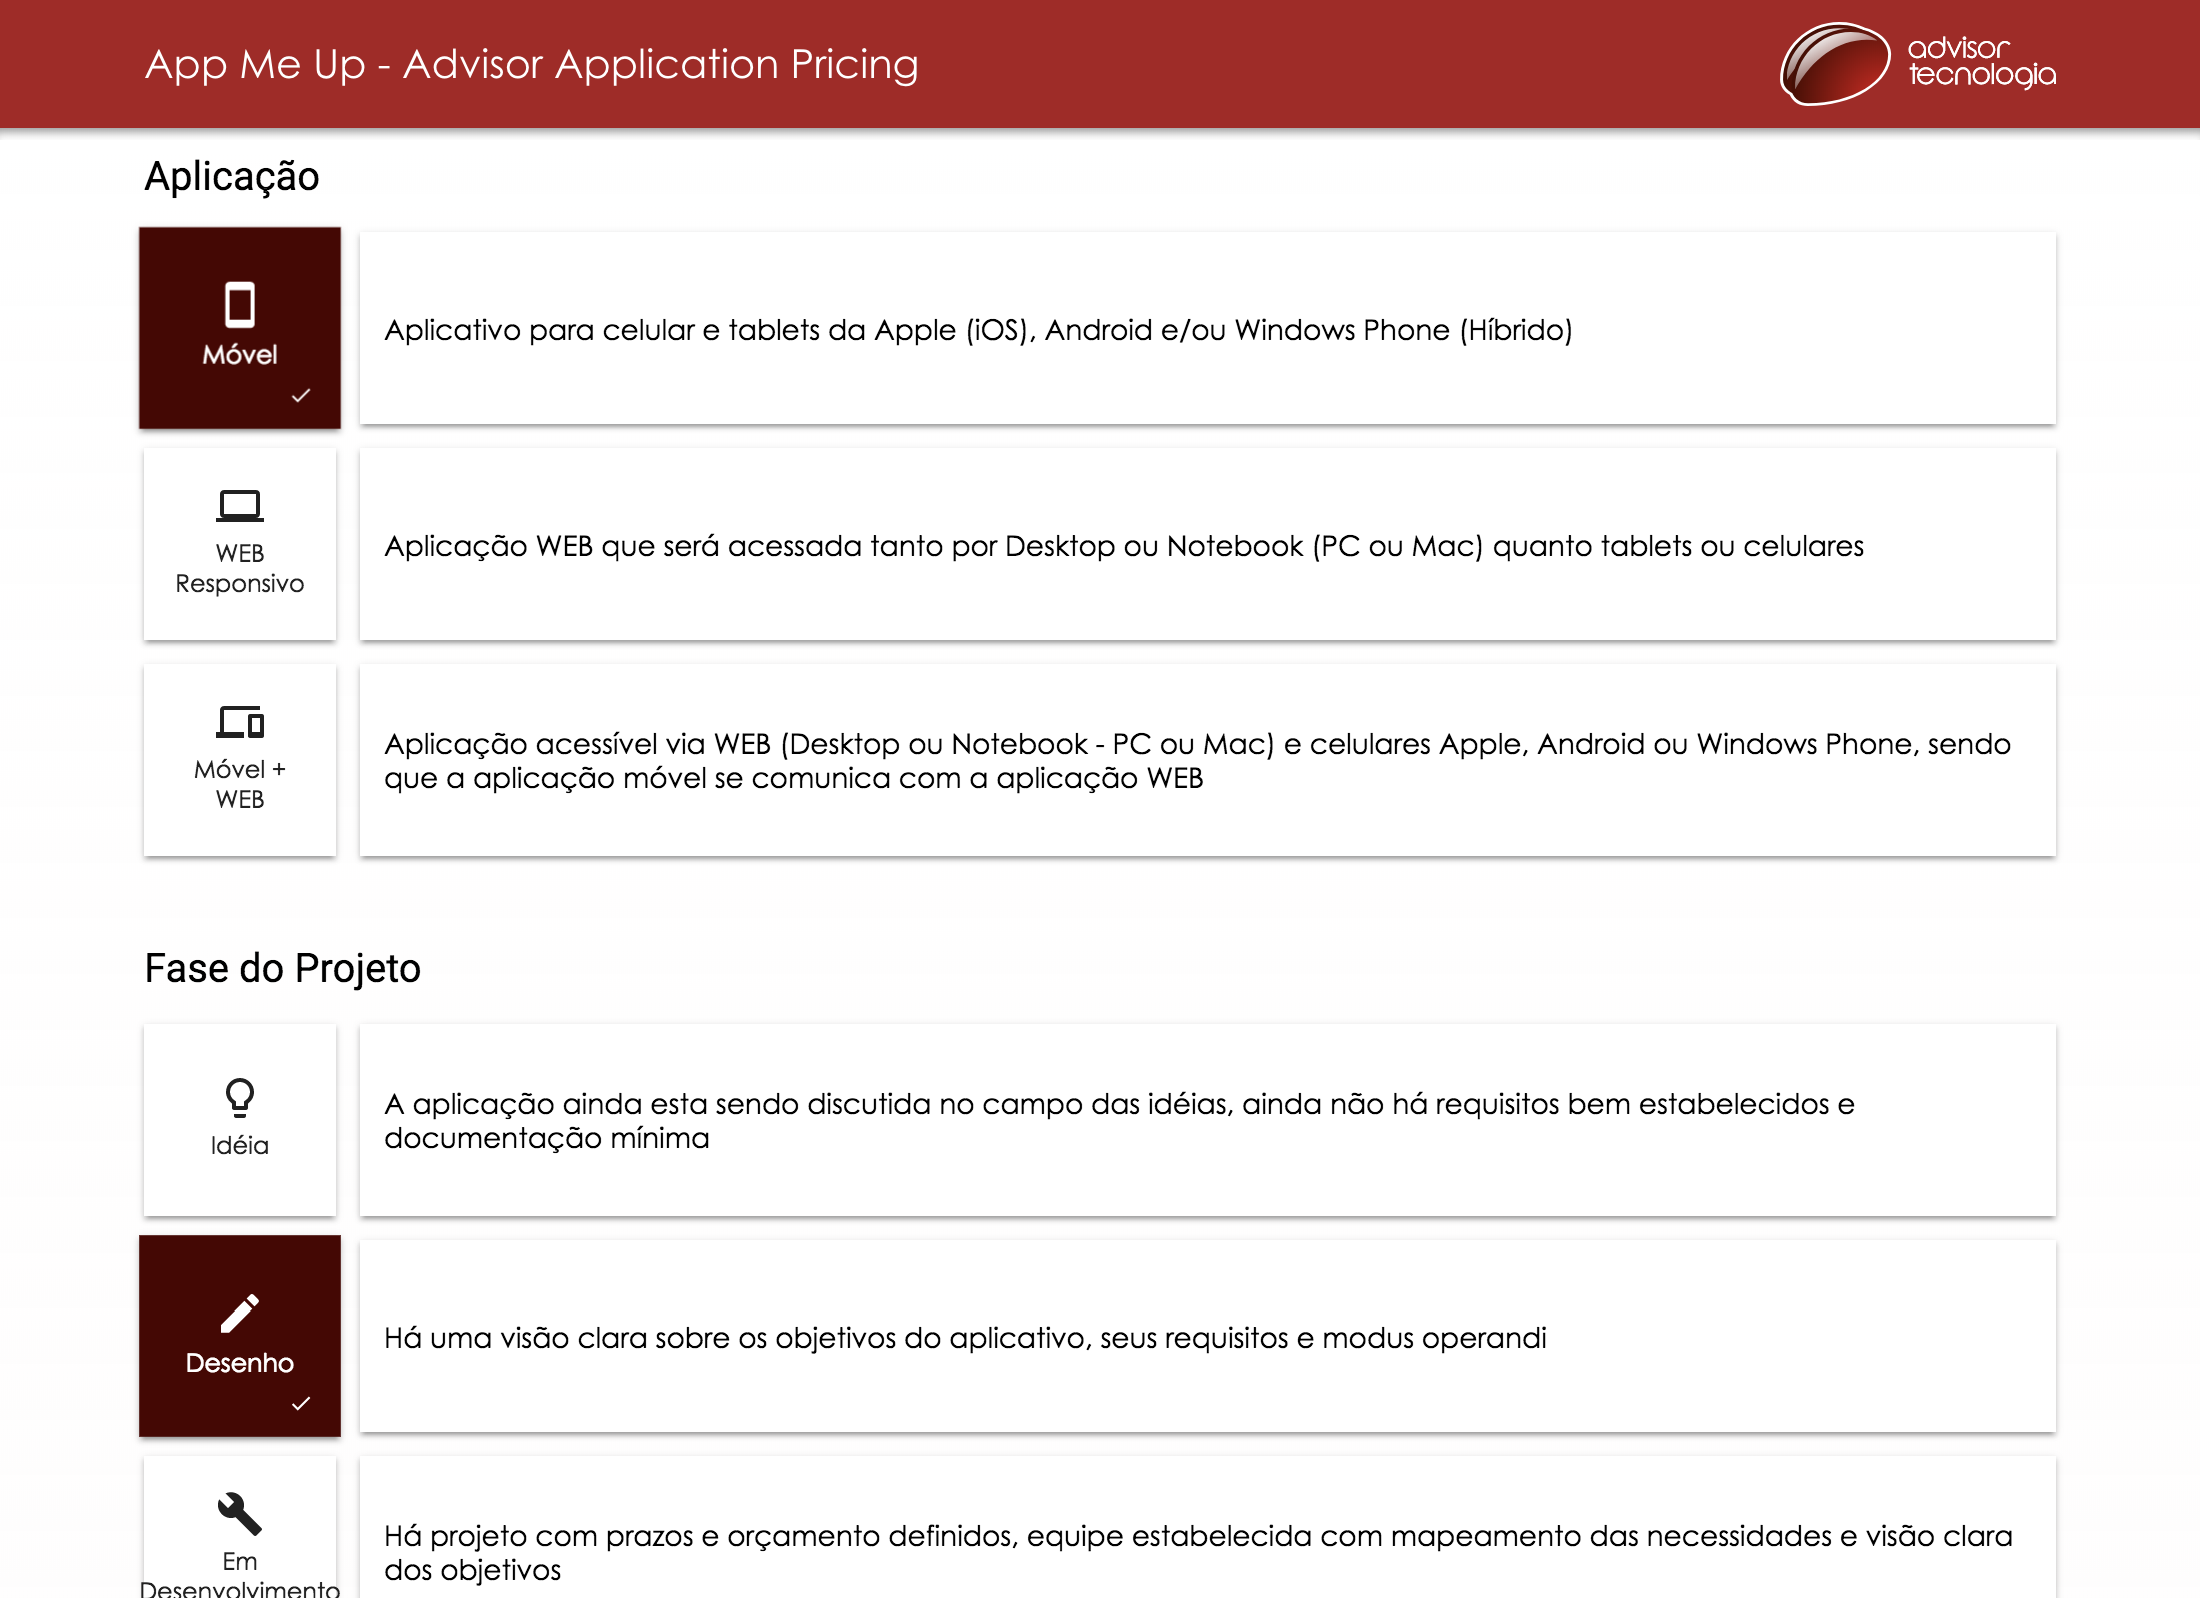 App Me Up - Advisor Application Pricing
advisor
tecnologia
Aplicação
Móvel
Aplicativo para celular e tablets da Apple (iOS), Android e/ou Windows Phone (Híbrido)
WEB
Responsivo
Aplicação WEB que será acessada tanto por Desktop ou Notebook (PC ou Mac) quanto tablets ou celulares
Móvel +
WEB
Aplicação acessível via WEB (Desktop ou Notebook - PC ou Mac) e celulares Apple, Android ou Windows Phone, sendo
que a aplicação móvel se comunica com a aplicação WEB
Fase do Projeto
Idéia
A aplicação ainda esta sendo discutida no campo das idéias, ainda não há requisitos bem estabelecidos e
documentação mínima
Desenho
Há uma visão clara sobre os objetivos do aplicativo, seus requisitos e modus operandi
Em
Desenvolvimento
Há projeto com prazos e orçamento definidos, equipe estabelecida com mapeamento das necessidades e visão clara
dos objetivos